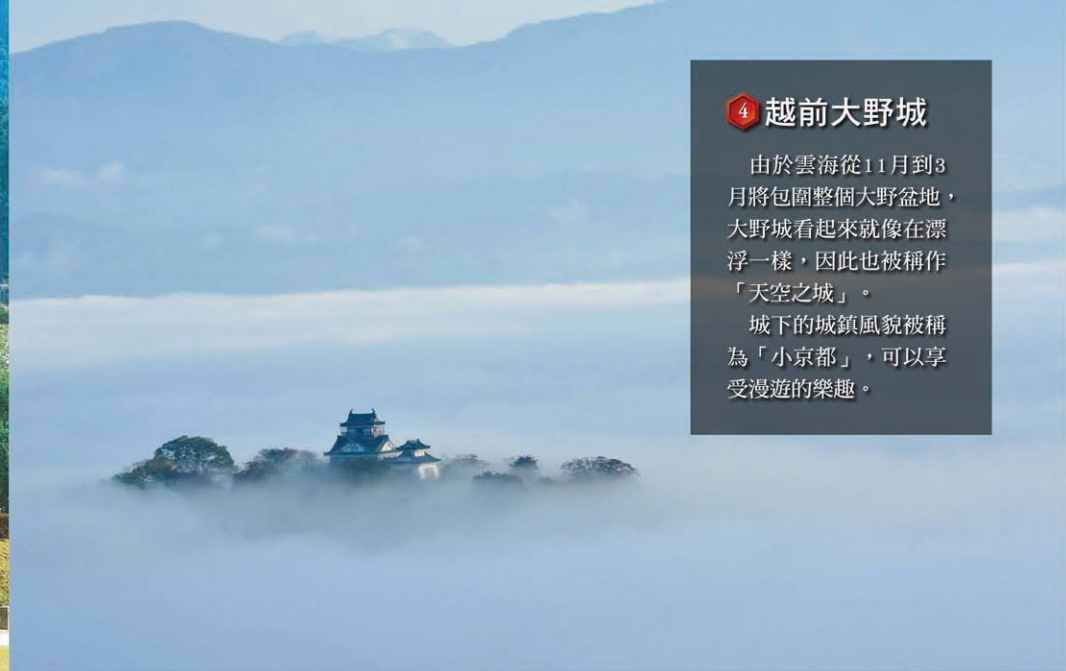 4 越前大野城
由於雲海從11月到3
月將包圍整個大野盆地，
大野城看起來就像在漂
浮一樣，因此也被稱作
「天空之城」。
城下的城鎮風貌被稱
為「小京都」，可以享
受漫遊的樂趣。